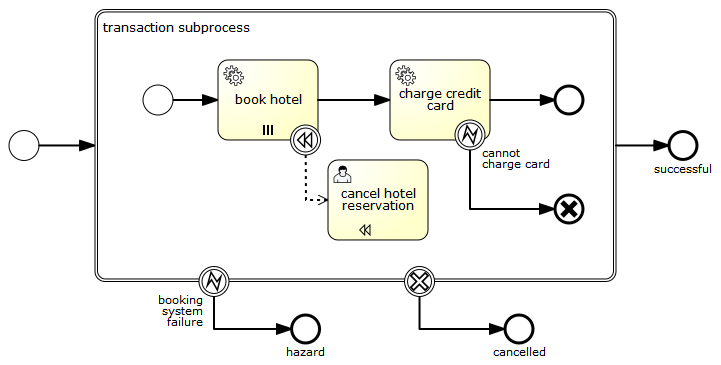 transaction subprocess
book hotel
charge credit
card
cannot
charge card
cancel hotel
reservation
successful
booking
system
failure
hazard
cancelled